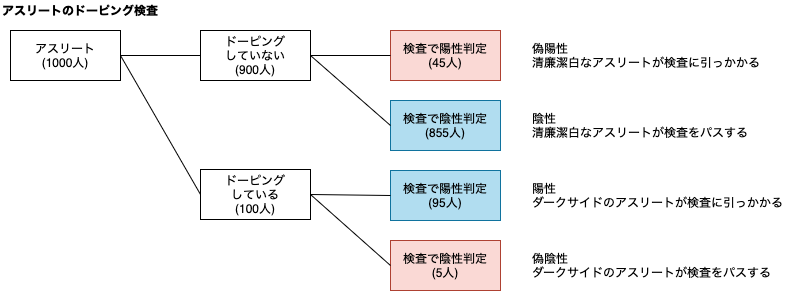 アスリートのドーピング検査
アスリート
(1000人)
ドーピング
していない
(900人)
検査で陽性判定
(45人)
偽陽性
清廉潔白なアスリートが検査に引っかかる
検査で陰性判定
(855人)
陰性
清廉潔白なアスリートが検査をパスする
ドーピング
している
(100人)
検査で陽性判定
(95人)
陽性
ダークサイドのアスリートが検査に引っかかる
検査で陰性判定
(5人)
偽陰性
ダークサイドのアスリートが検査をパスする